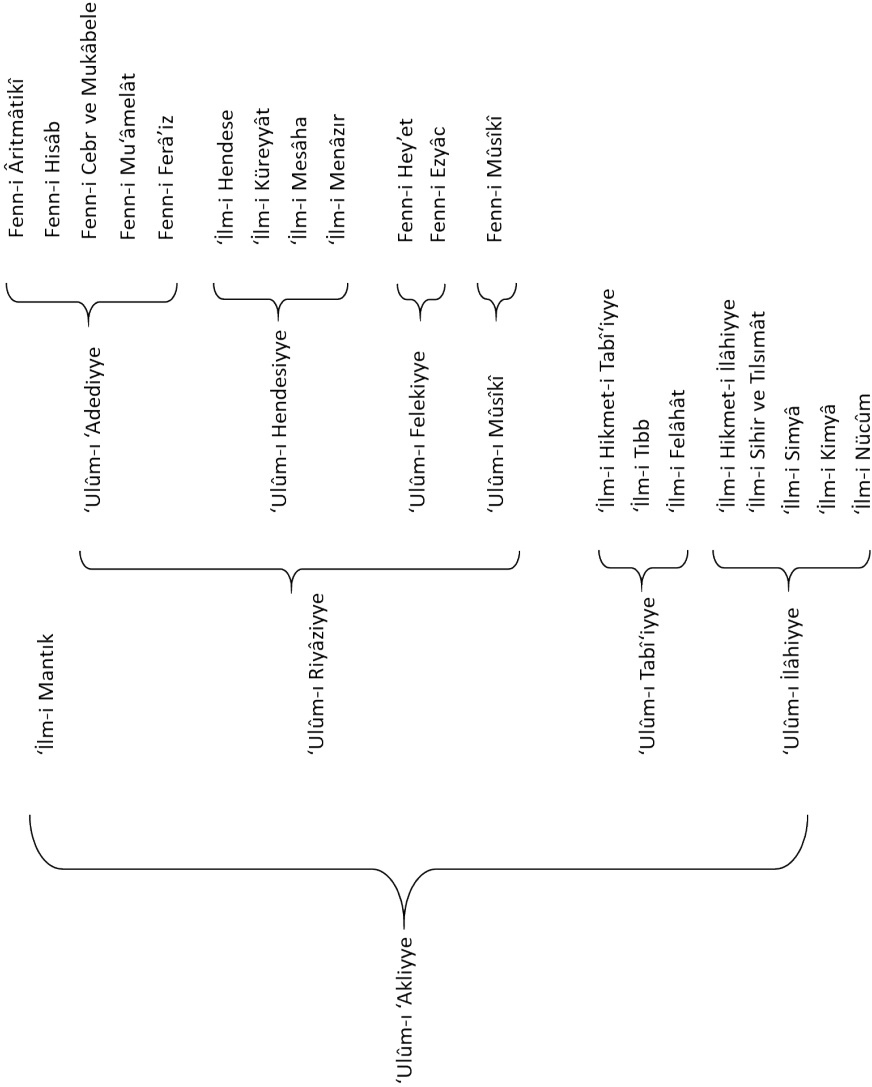 ‘Ulûm-ı ‘Akliyye
‘İlm-i Mantık
‘Ulûm-ı Riyâziyye
‘Ulûm-ı ‘Adediyye
Fenn-i Âritmâtikî
Fenn-i Hisâb
Fenn-i Cebr ve Mukâbele
Fenn-i Mu‘âmelât
Fenn-i Ferâ’iz
‘Ulûm-ı Hendesiyye
‘İlm-i Hendese
‘İlm-i Küreyyât
‘İlm-i Mesâha
‘İlm-i Menâzır
‘Ulûm-ı Felekiyye
Fenn-i Hey’et
Fenn-i Ezyâc
‘Ulûm-ı Mûsîkî
Fenn-i Mûsîkî
‘Ulûm-ı Tabî‘iyye
‘İlm-i Hikmet-i Tabî‘iyye
‘İlm-i Tıbb
‘İlm-i Felâhât
‘Ulûm-ı İlâhiyye
‘İlm-i Hikmet-i İlâhiyye
‘İlm-i Sihir ve Tılsımât
‘İlm-i Simyâ
‘İlm-i Kimyâ
‘İlm-i Nücûm